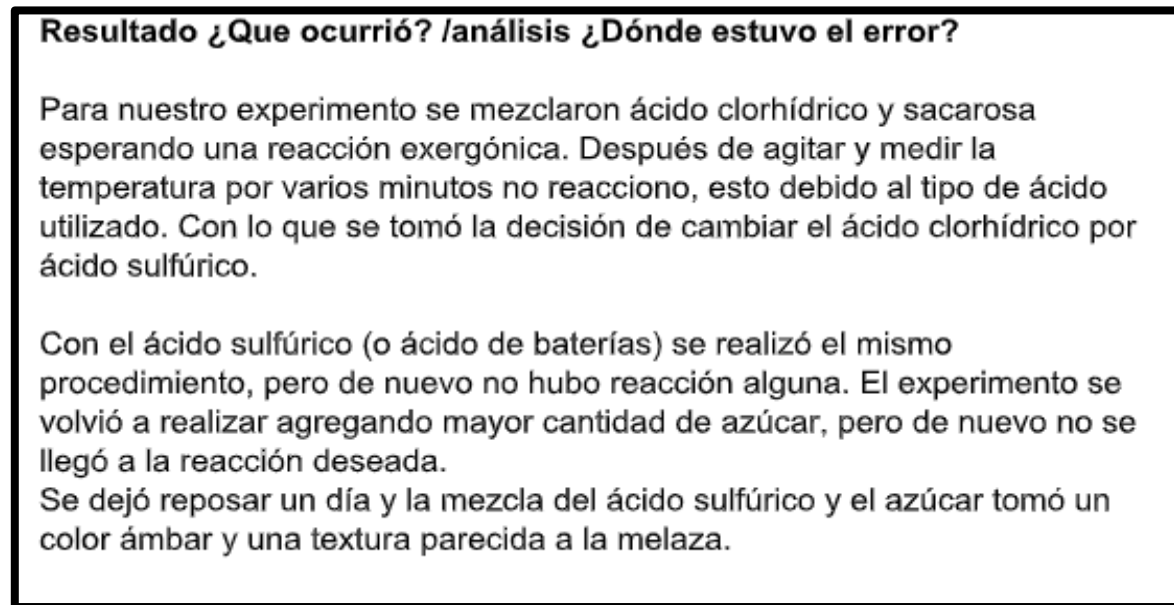 Resultado ¿Que ocurrió? /análisis ¿Dónde estuvo el error?
Para nuestro experimento se mezclaron ácido clorhídrico y sacarosa
esperando una reacción exergónica. Después de agitar y medir la
temperatura por varios minutos no reacciono, esto debido al tipo de ácido
utilizado. Con lo que se tomó la decisión de cambiar el ácido clorhídrico por
ácido sulfúrico.
Con el ácido sulfúrico (o ácido de baterías) se realizó el mismo
procedimiento, pero de nuevo no hubo reacción alguna. El experimento se
volvió a realizar agregando mayor cantidad de azúcar, pero de nuevo no se
llegó a la reacción deseada.
Se dejó reposar un día y la mezcla del ácido sulfúrico y el azúcar tomó un
color ámbar y una textura parecida a la melaza.